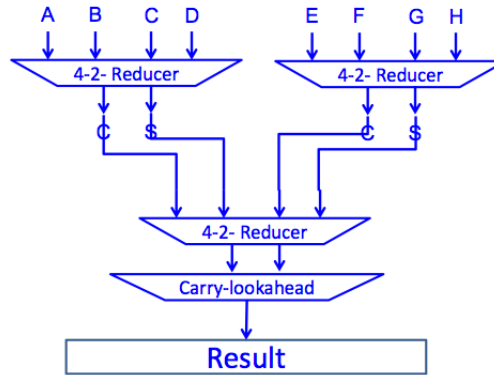 A B C D E F G H
4-2- Reducer 4-2- Reducer
C S C S
4-2- Reducer
Carry-lookahead
Result